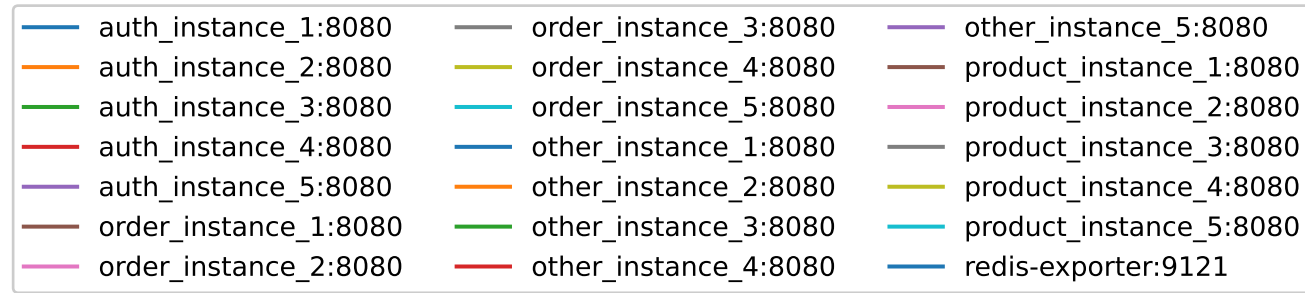 auth_instance_1:8080
auth_instance_2:8080
auth_instance_3:8080
auth_instance_4:8080
auth_instance_5:8080
order_instance_1:8080
order_instance_2:8080
order_instance_3:8080
order_instance_4:8080
order_instance_5:8080
other_instance_1:8080
other_instance_2:8080
other_instance_3:8080
other_instance_4:8080
other_instance_5:8080
product_instance_1:8080
product_instance_2:8080
product_instance_3:8080
product_instance_4:8080
product_instance_5:8080
redis-exporter:9121